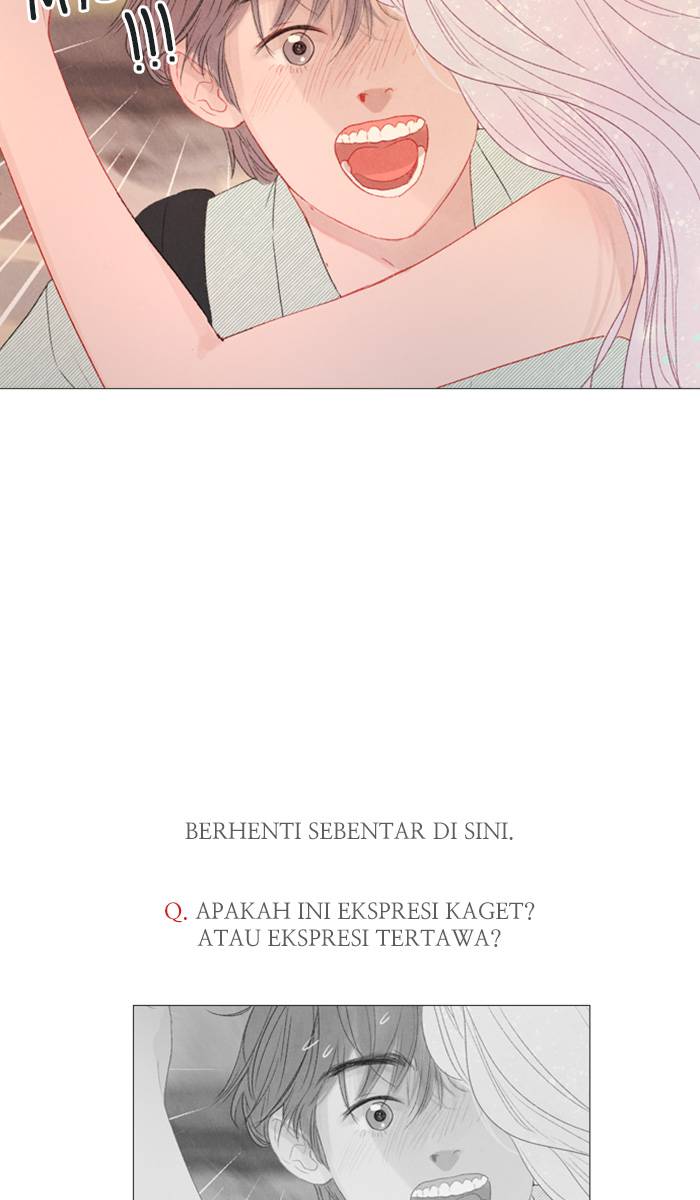 !!!
BERHENTI SEBENTAR DI SINI.
Q. APAKAH INI EKSPRESI KAGET?
ATAU EKSPRESI TERTAWA?